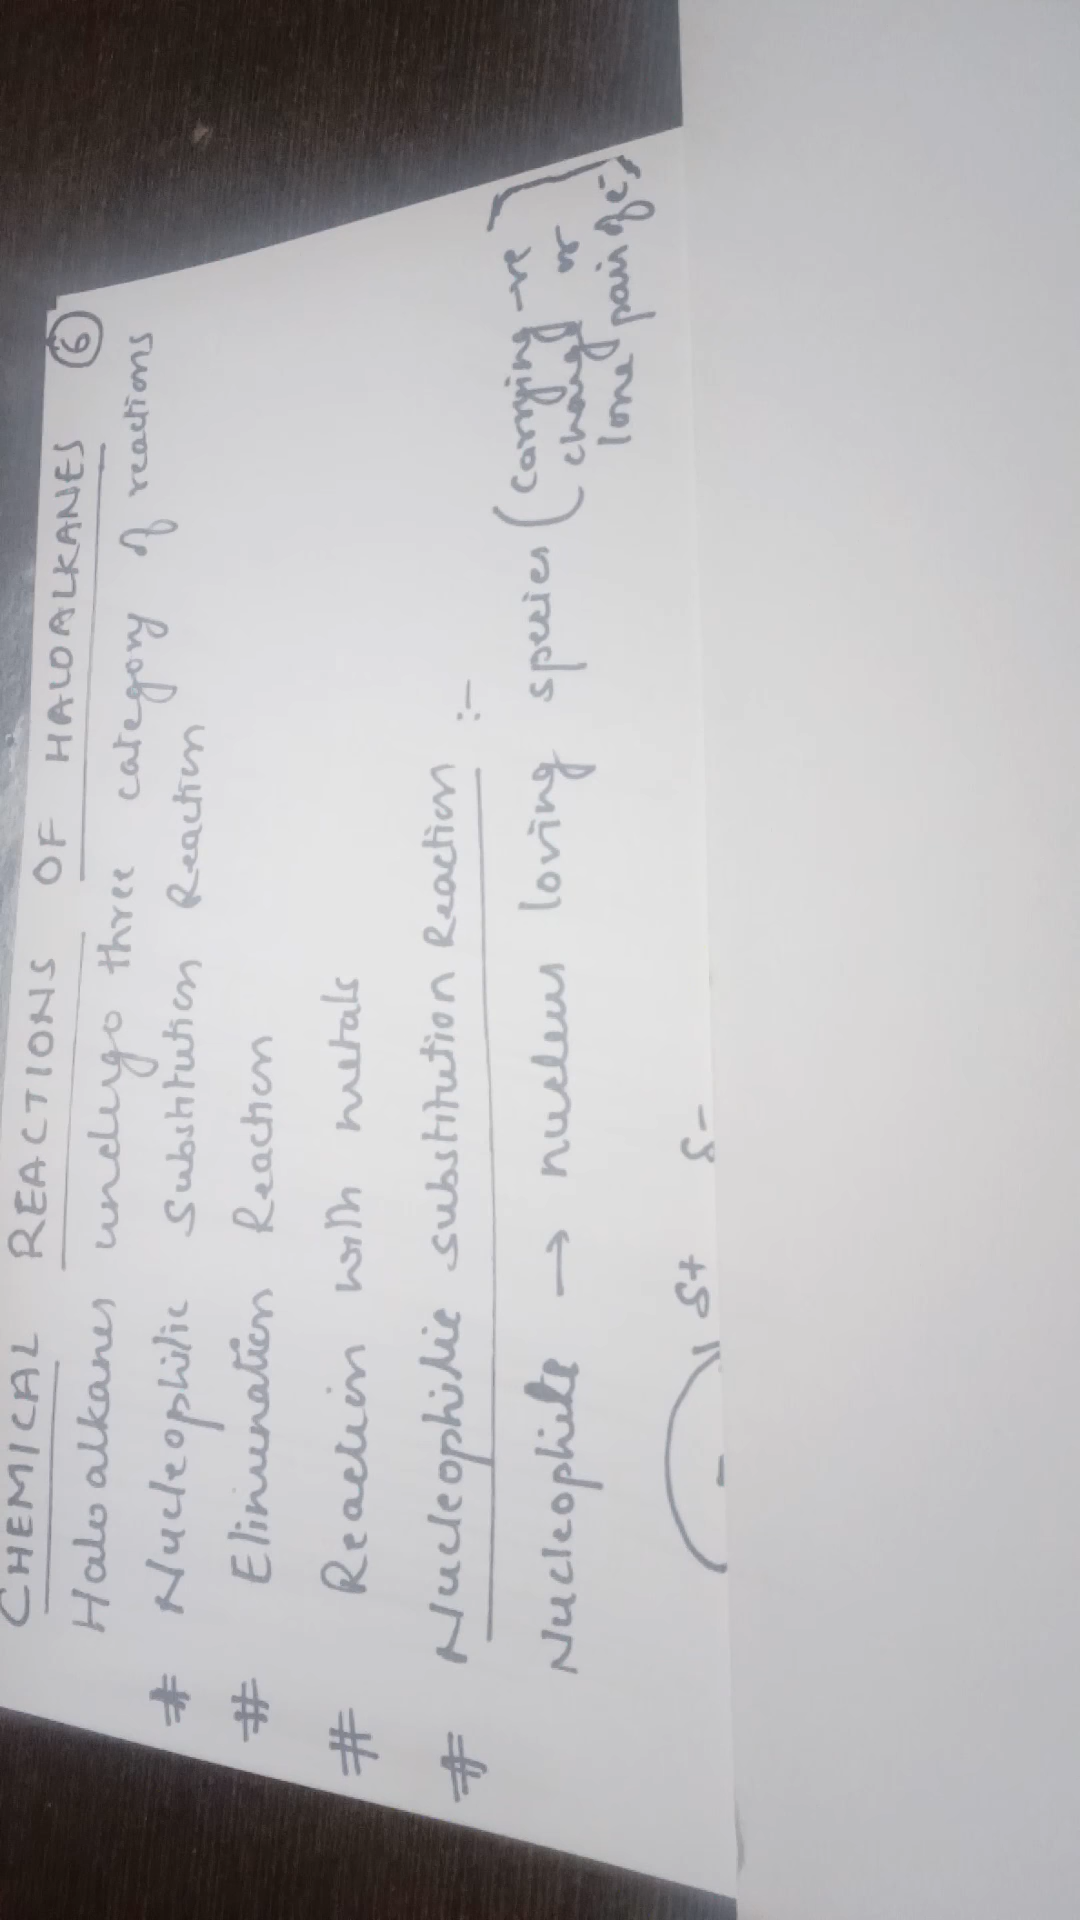 CHEMICAL REACTIONS OF HALOALKANES 6
Haloalkanes undergo three category of reactions
# Nucleophilic Substitution Reaction
# Elimination Reaction
# Reaction with metals
# Nucleophilic substitution Reaction :-
Nucleophile → nucleus loving species (Carrying -ve
charge or
lone pair of e-)
δ+ δ-